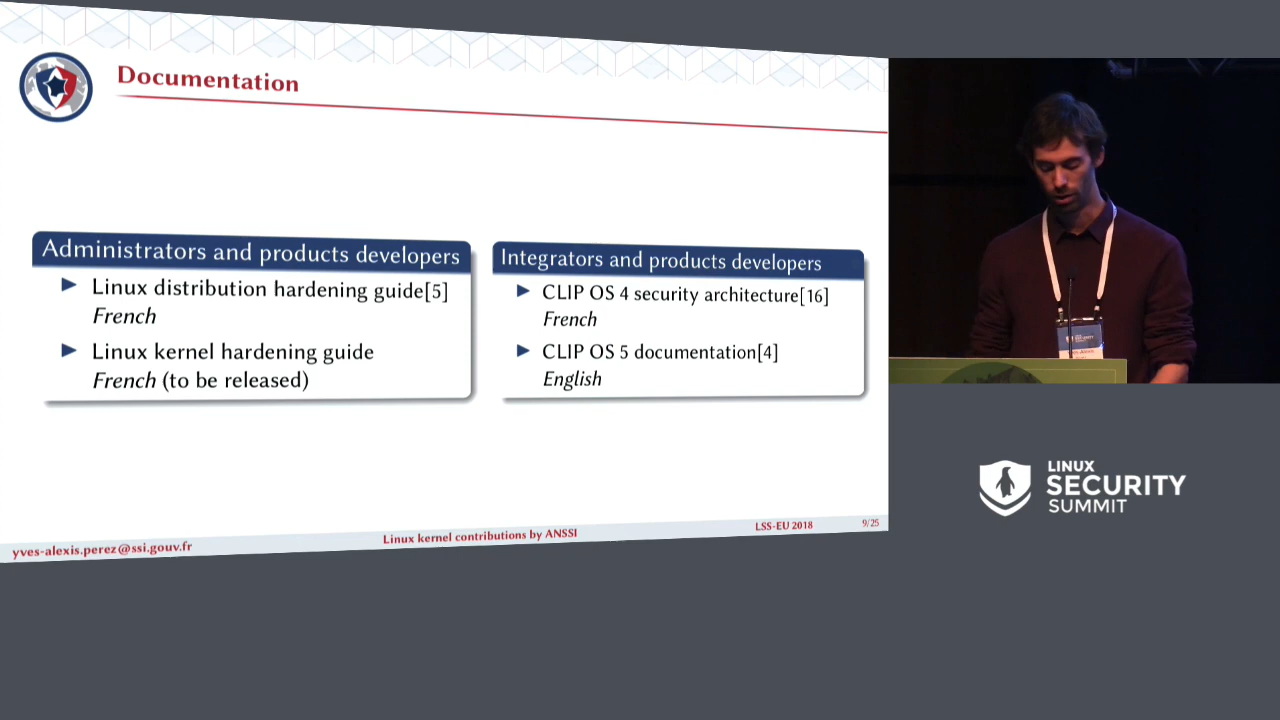 Documentation
Administrators and products developers
Linux distribution hardening guide[5]
French
Linux kernel hardening guide
French (to be released)
Integrators and products developers
CLIP OS 4 security architecture[16]
French
CLIP OS 5 documentation[4]
English
yves-alexis.perez@ssi.gouv.fr
Linux kernel contributions by ANSSI
LSS-EU 2018
9/25
LINUX
SECURITY
SUMMIT